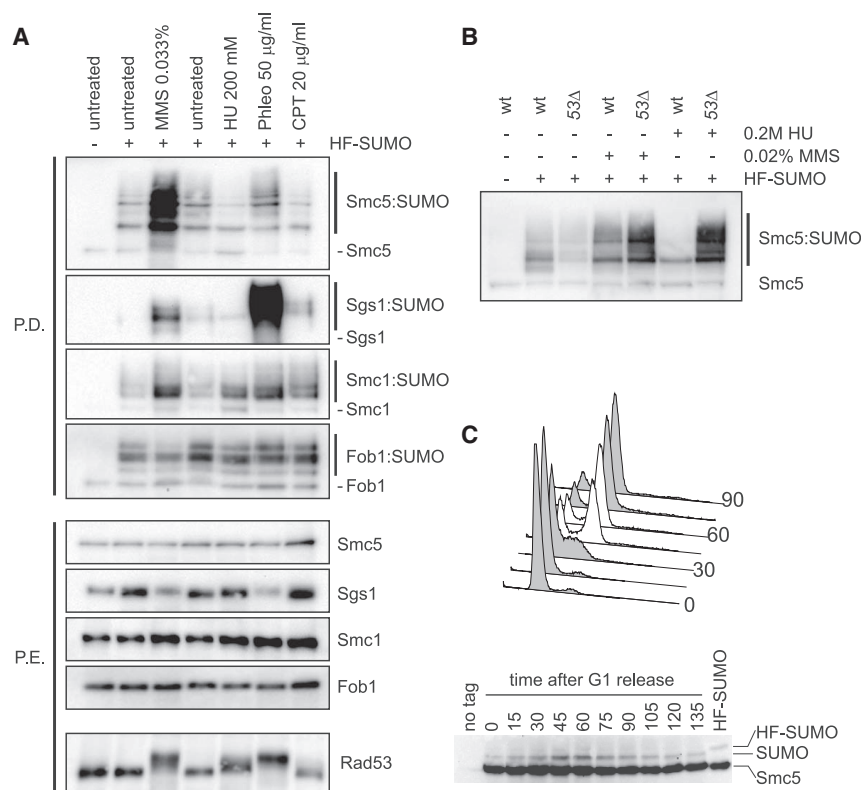 A
untreated
untreated
MMS 0.033%
untreated
HU 200 mM
Phleo 50 µg/ml
CPT 20 µg/ml
- + + + + + + HF-SUMO
P.D.
Smc5:SUMO
- Smc5
Sgs1:SUMO
- Sgs1
Smc1:SUMO
- Smc1
Fob1:SUMO
- Fob1
P.E.
Smc5
Sgs1
Smc1
Fob1
Rad53
B
wt wt 53Δ wt 53Δ wt 53Δ
- - - - - + + 0.2M HU
- - - + + - - 0.02% MMS
- + + + + + + HF-SUMO
Smc5:SUMO
Smc5
C
90
60
30
0
time after G1 release
no tag 0 15 30 45 60 75 90 105 120 135 HF-SUMO
HF-SUMO
SUMO
Smc5